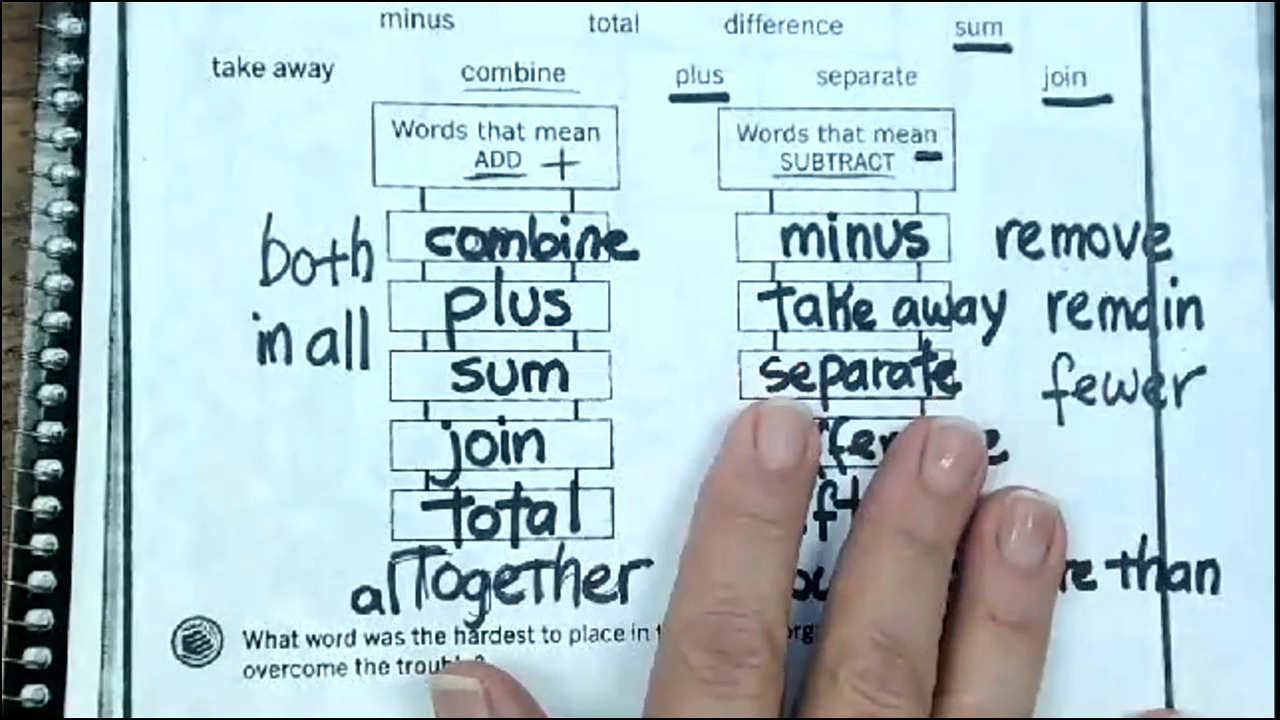 minus total difference sum
take away combine plus separate join
Words that mean
ADD +
Words that mean
SUBTRACT -
both combine
in all plus
sum
join
total
altogether
minus remove
take away remain
separate fewer
than
What word was the hardest to place in
overcome the